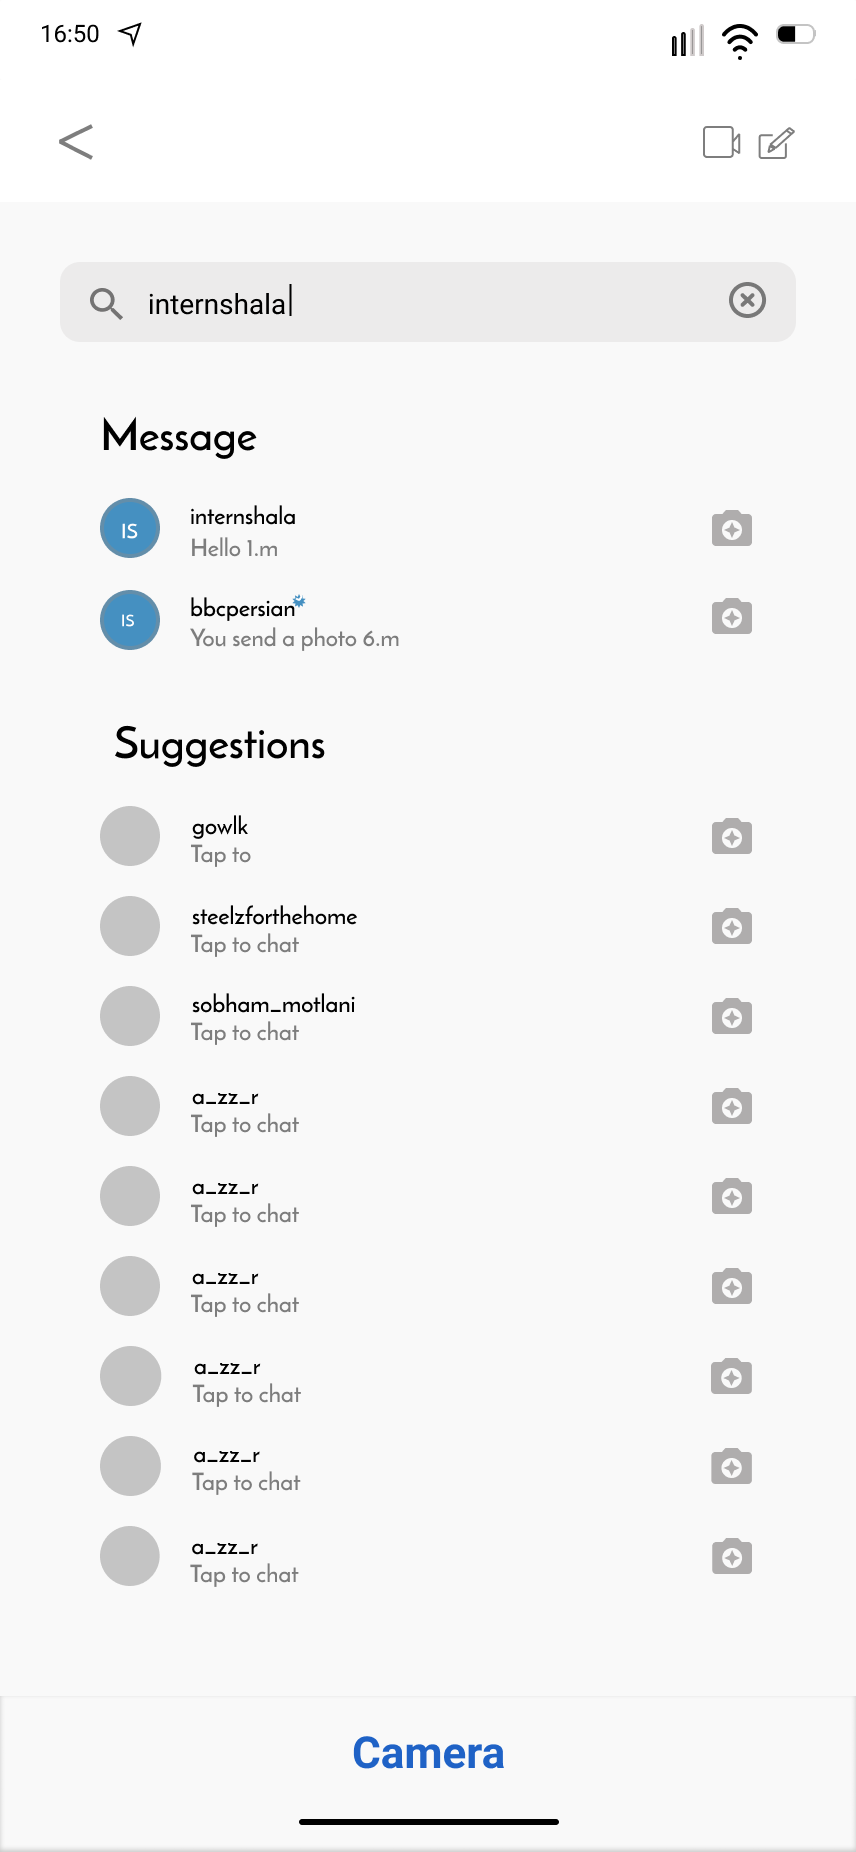 16:50
internshala
Message
IS
internshala
Hello 1.m
IS
bbcpersian
You send a photo 6.m
Suggestions
gowlk
Tap to
steelzforthehome
Tap to chat
sobham_motlani
Tap to chat
a_zz_r
Tap to chat
a_zz_r
Tap to chat
a_zz_r
Tap to chat
a_zz_r
Tap to chat
a_zz_r
Tap to chat
a_zz_r
Tap to chat
Camera